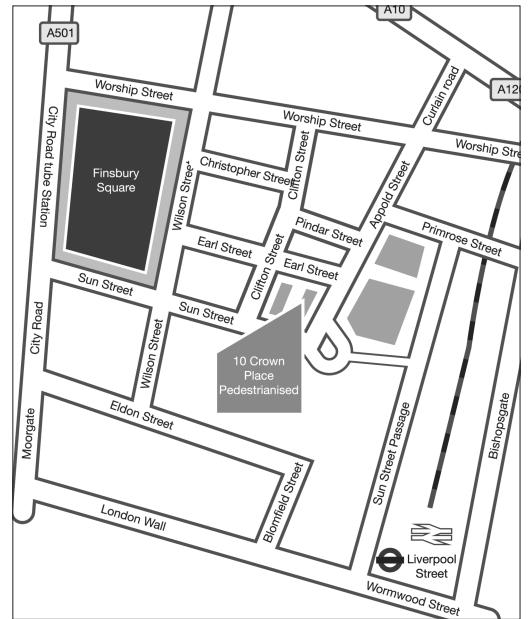 A10
A501
A120
Curlain road
Worship Street
Worship Street
Worship Stre
City Road tube Station
Finsbury
Square
Wilson Street
Christopher Street
Clifton Street
Appold Street
Pindar Street
Primrose Street
Earl Street
Earl Street
Clifton Street
Sun Street
Sun Street
City Road
Wilson Street
10 Crown
Place
Pedestrianised
Eldon Street
Moorgate
Bishopsgate
Sun Street Passage
Blomfield Street
London Wall
Liverpool
Street
Wormwood Street